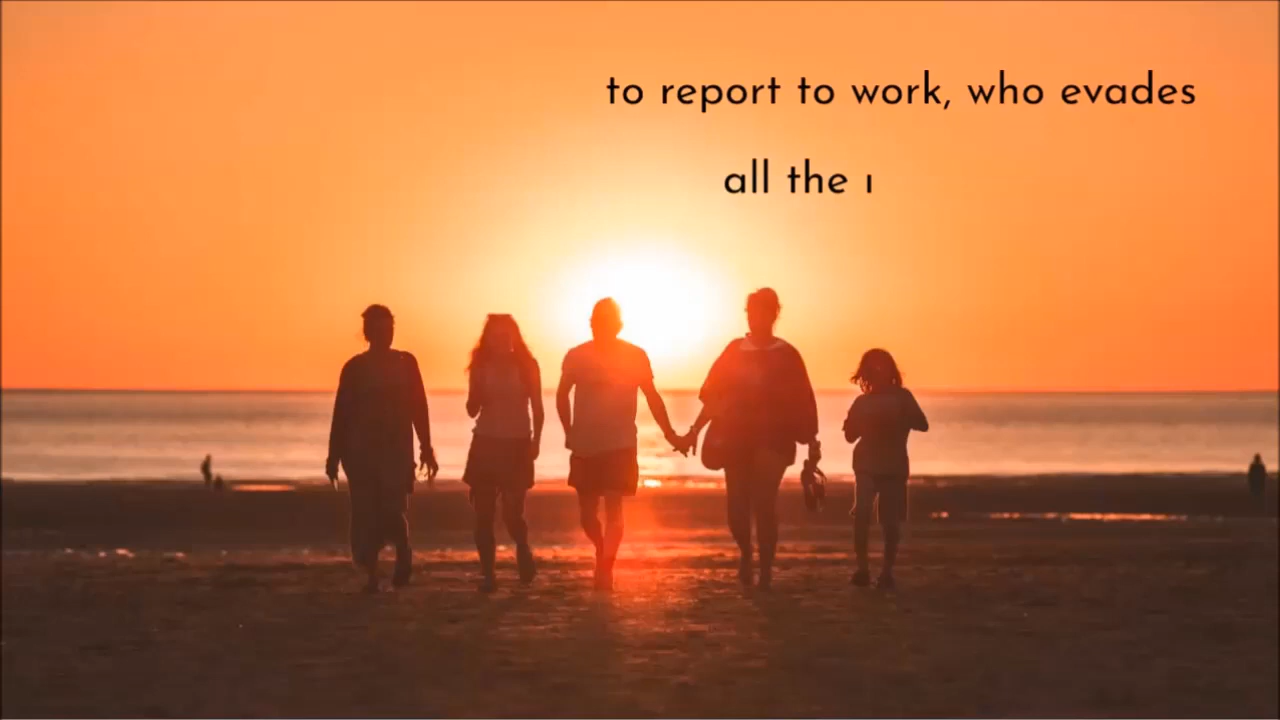 to report to work, who evades
all the